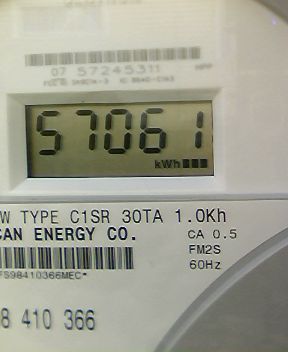 07 57245311
57061
kWh
W TYPE C1SR 30TA 1.0Kh
CAN ENERGY CO.
CA 0.5
FM2S
60Hz
FS98410366MEC*
8 410 366